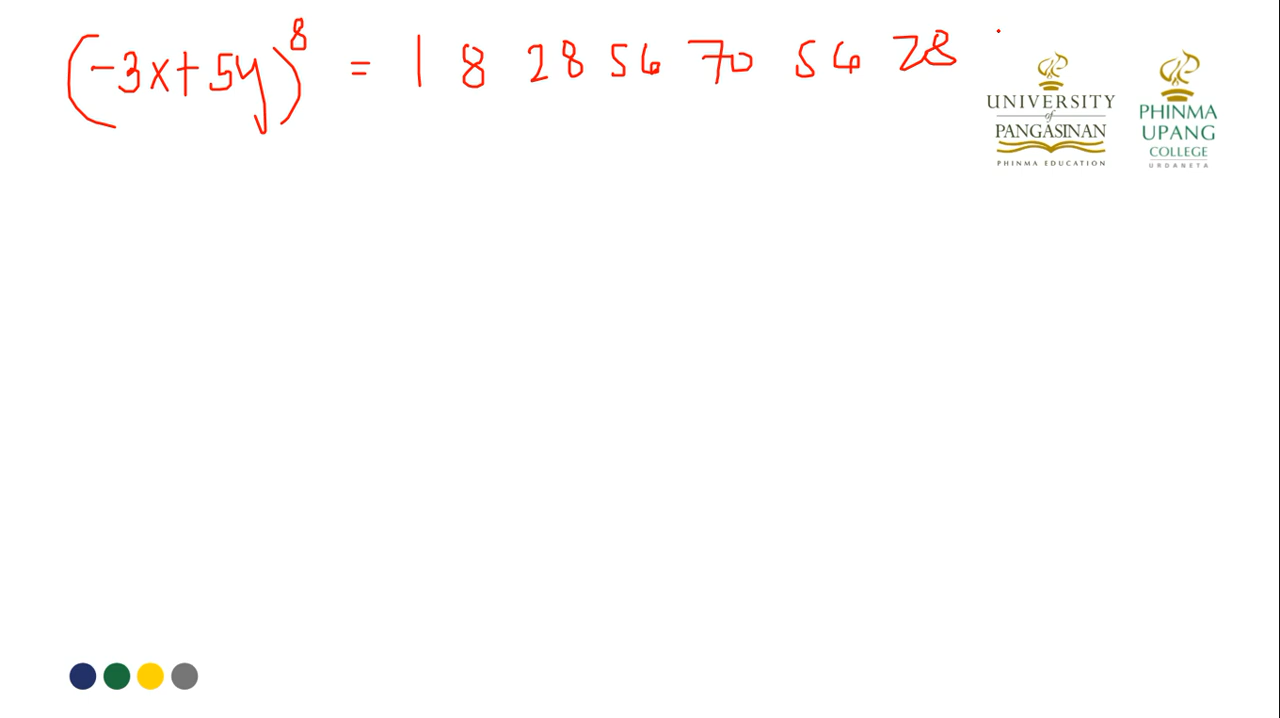 (-3x+5y)^8 = 1 8 28 56 70 56 28
UNIVERSITY
of
PANGASINAN
PHINMA EDUCATION
PHINMA
UPANG
COLLEGE
URDANETA